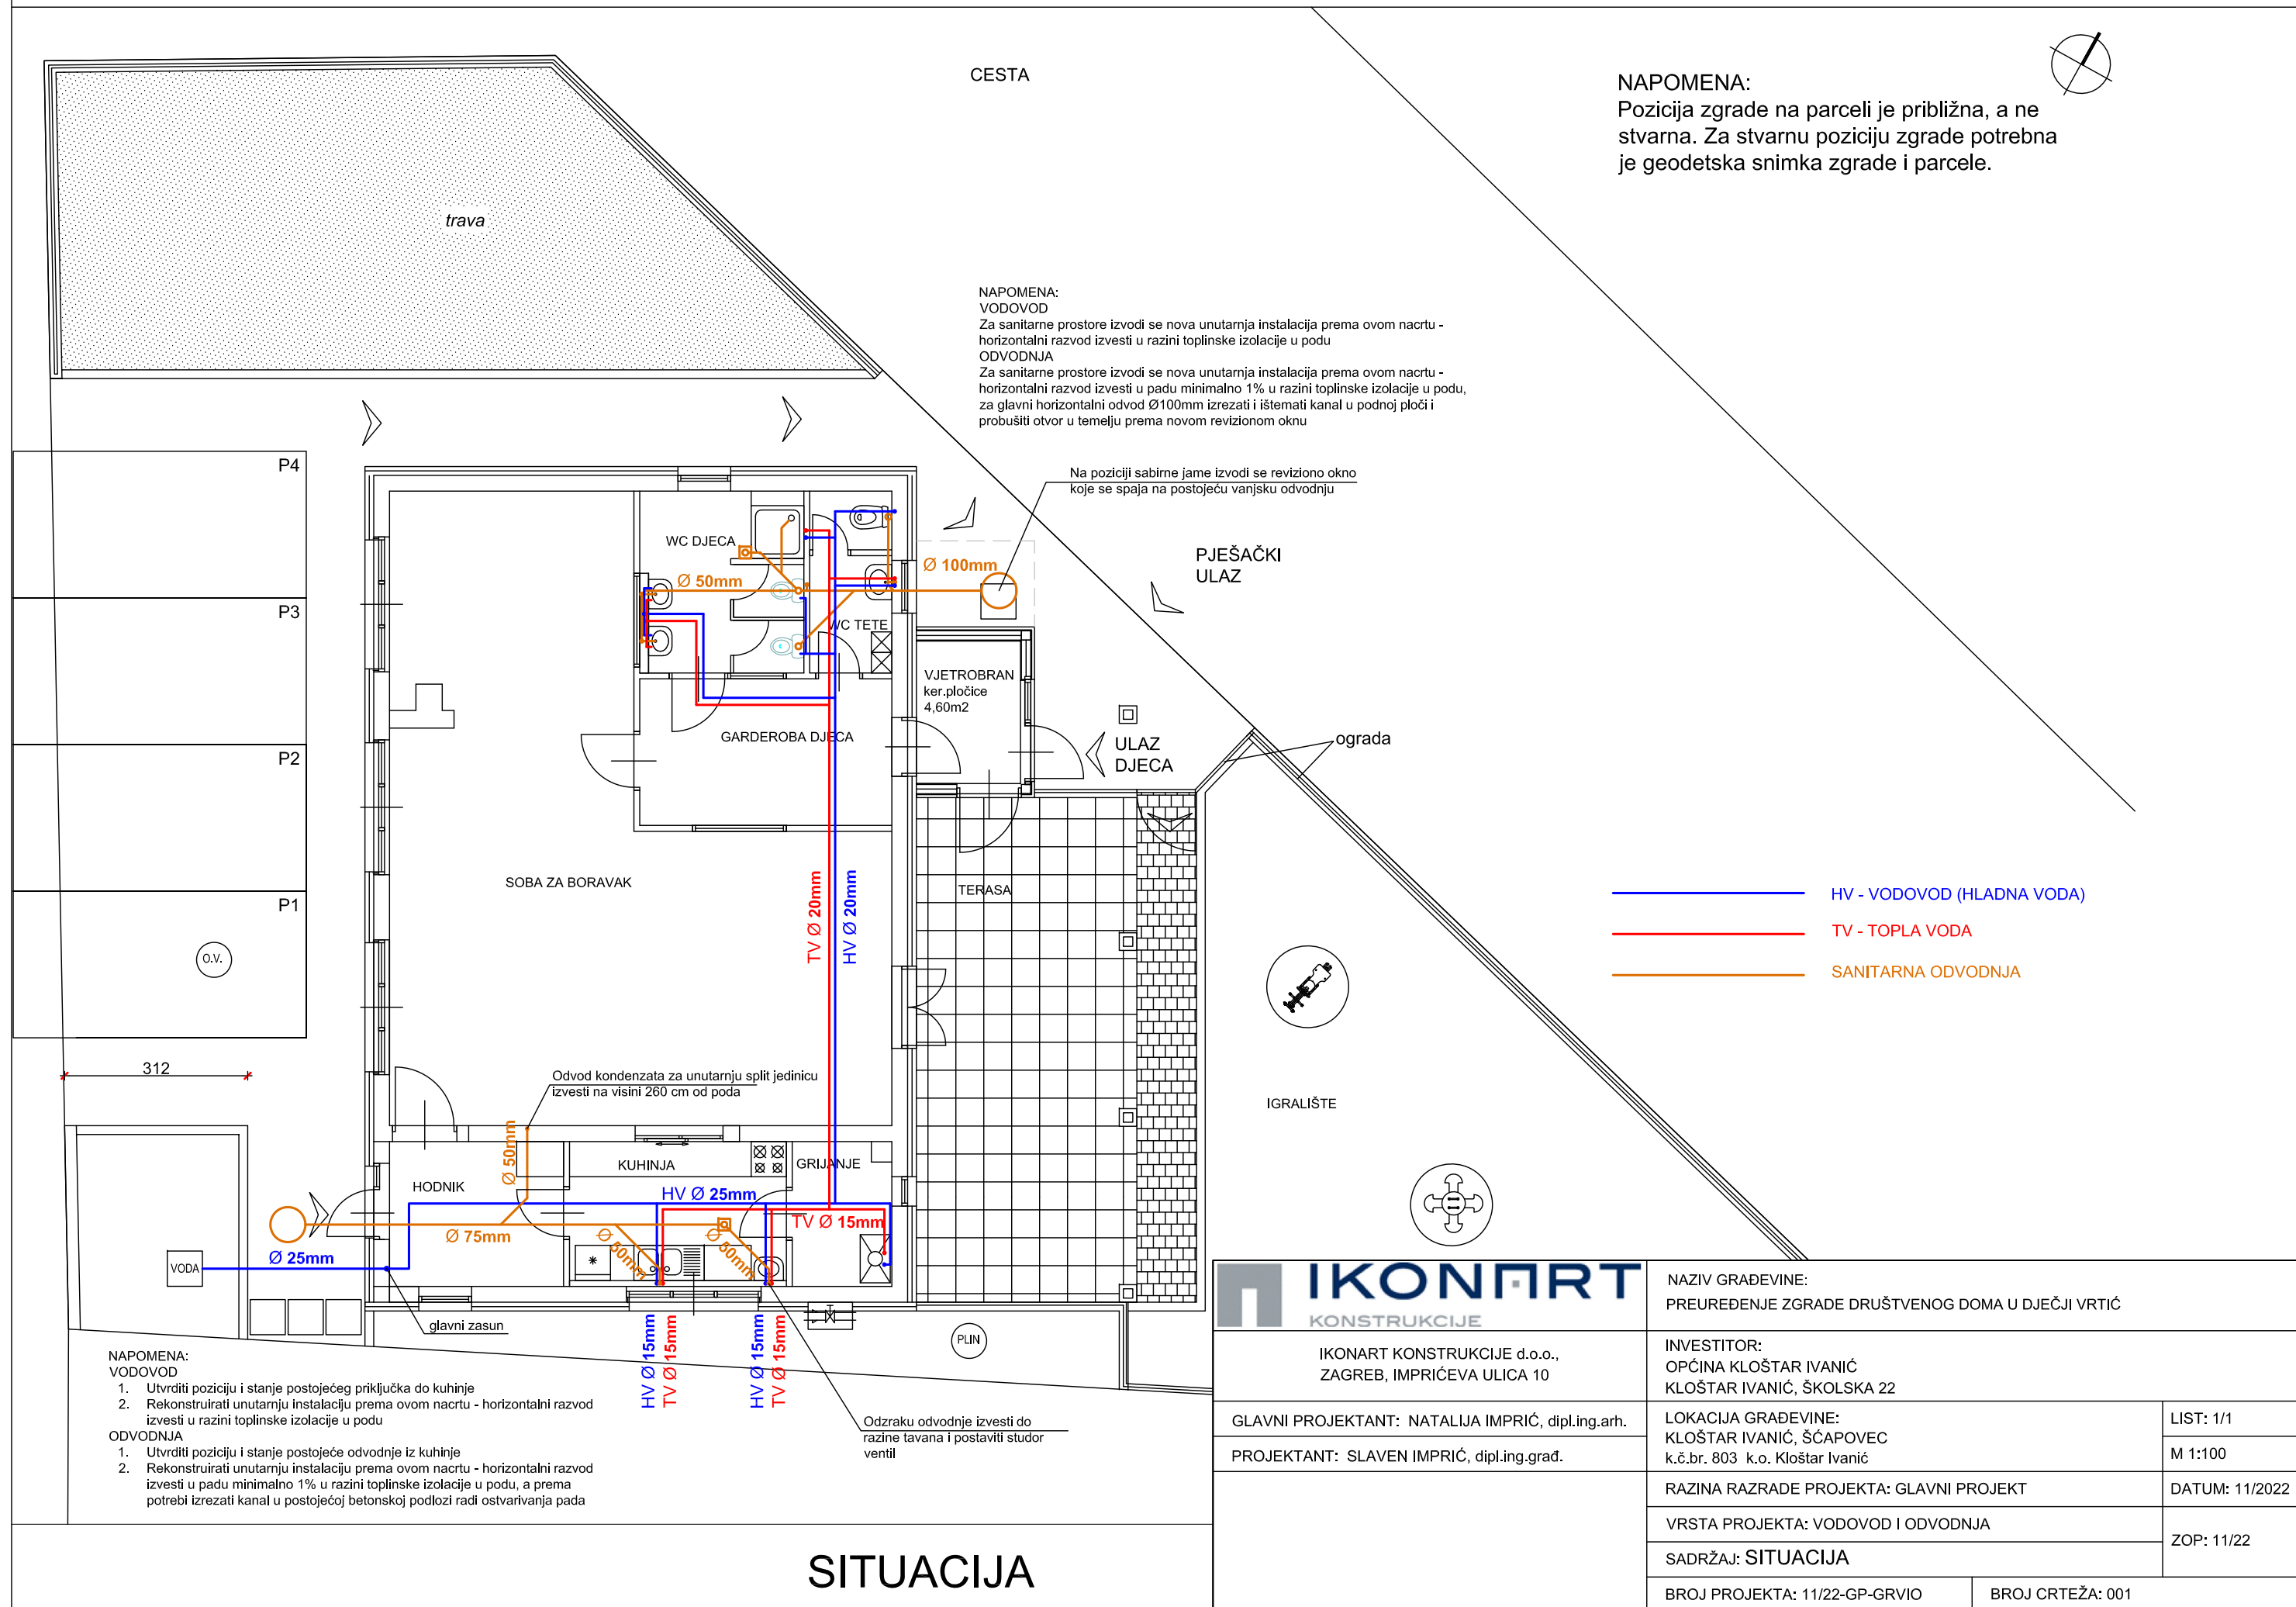 CESTA
NAPOMENA:
Pozicija zgrade na parceli je približna, a ne
stvarna. Za stvarnu poziciju zgrade potrebna
je geodetska snimka zgrade i parcele.
trava
NAPOMENA:
VODOVOD
Za sanitarne prostore izvodi se nova unutarnja instalacija prema ovom nacrtu -
horizontalni razvod izvesti u razini toplinske izolacije u podu
ODVODNJA
Za sanitarne prostore izvodi se nova unutarnja instalacija prema ovom nacrtu -
horizontalni razvod izvesti u padu minimalno 1% u razini toplinske izolacije u podu,
za glavni horizontalni odvod Ø100mm izrezati i ištemati kanal u podnoj ploči i
probušiti otvor u temelju prema novom revizionom oknu
P4
P3
P2
P1
O.V.
312
Na poziciji sabirne jame izvodi se reviziono okno
koje se spaja na postojeću vanjsku odvodnju
PJEŠAČKI
ULAZ
WC DJECA
Ø 50mm
Ø 100mm
WC TETE
VJETROBRAN
ker.pločice
4,60m2
GARDEROBA DJECA
ULAZ
DJECA
ograda
SOBA ZA BORAVAK
TV Ø 20mm
HV Ø 20mm
TERASA
HV - VODOVOD (HLADNA VODA)
TV - TOPLA VODA
SANITARNA ODVODNJA
IGRALIŠTE
Odvod kondenzata za unutarnju split jedinicu
izvesti na visini 260 cm od poda
Ø 50mm
KUHINJA
GRIJANJE
HODNIK
HV Ø 25mm
TV Ø 15mm
Ø 75mm
Ø 50mm
Ø 50mm
Ø 25mm
VODA
glavni zasun
HV Ø 15mm
TV Ø 15mm
HV Ø 15mm
TV Ø 15mm
PLIN
Odzraku odvodnje izvesti do
razine tavana i postaviti studor
ventil
NAPOMENA:
VODOVOD
1. Utvrditi poziciju i stanje postojećeg priključka do kuhinje
2. Rekonstruirati unutarnju instalaciju prema ovom nacrtu - horizontalni razvod
izvesti u razini toplinske izolacije u podu
ODVODNJA
1. Utvrditi poziciju i stanje postojeće odvodnje iz kuhinje
2. Rekonstruirati unutarnju instalaciju prema ovom nacrtu - horizontalni razvod
izvesti u padu minimalno 1% u razini toplinske izolacije u podu, a prema
potrebi izrezati kanal u postojećoj betonskoj podlozi radi ostvarivanja pada
SITUACIJA
IKONART
KONSTRUKCIJE
IKONART KONSTRUKCIJE d.o.o.,
ZAGREB, IMPRIĆEVA ULICA 10
GLAVNI PROJEKTANT: NATALIJA IMPRIĆ, dipl.ing.arh.
PROJEKTANT: SLAVEN IMPRIĆ, dipl.ing.građ.
NAZIV GRAĐEVINE:
PREUREĐENJE ZGRADE DRUŠTVENOG DOMA U DJEČJI VRTIĆ
INVESTITOR:
OPĆINA KLOŠTAR IVANIĆ
KLOŠTAR IVANIĆ, ŠKOLSKA 22
LOKACIJA GRAĐEVINE:
KLOŠTAR IVANIĆ, ŠĆAPOVEC
k.č.br. 803 k.o. Kloštar Ivanić
LIST: 1/1
M 1:100
RAZINA RAZRADE PROJEKTA: GLAVNI PROJEKT
DATUM: 11/2022
VRSTA PROJEKTA: VODOVOD I ODVODNJA
ZOP: 11/22
SADRŽAJ: SITUACIJA
BROJ PROJEKTA: 11/22-GP-GRVIO
BROJ CRTEŽA: 001